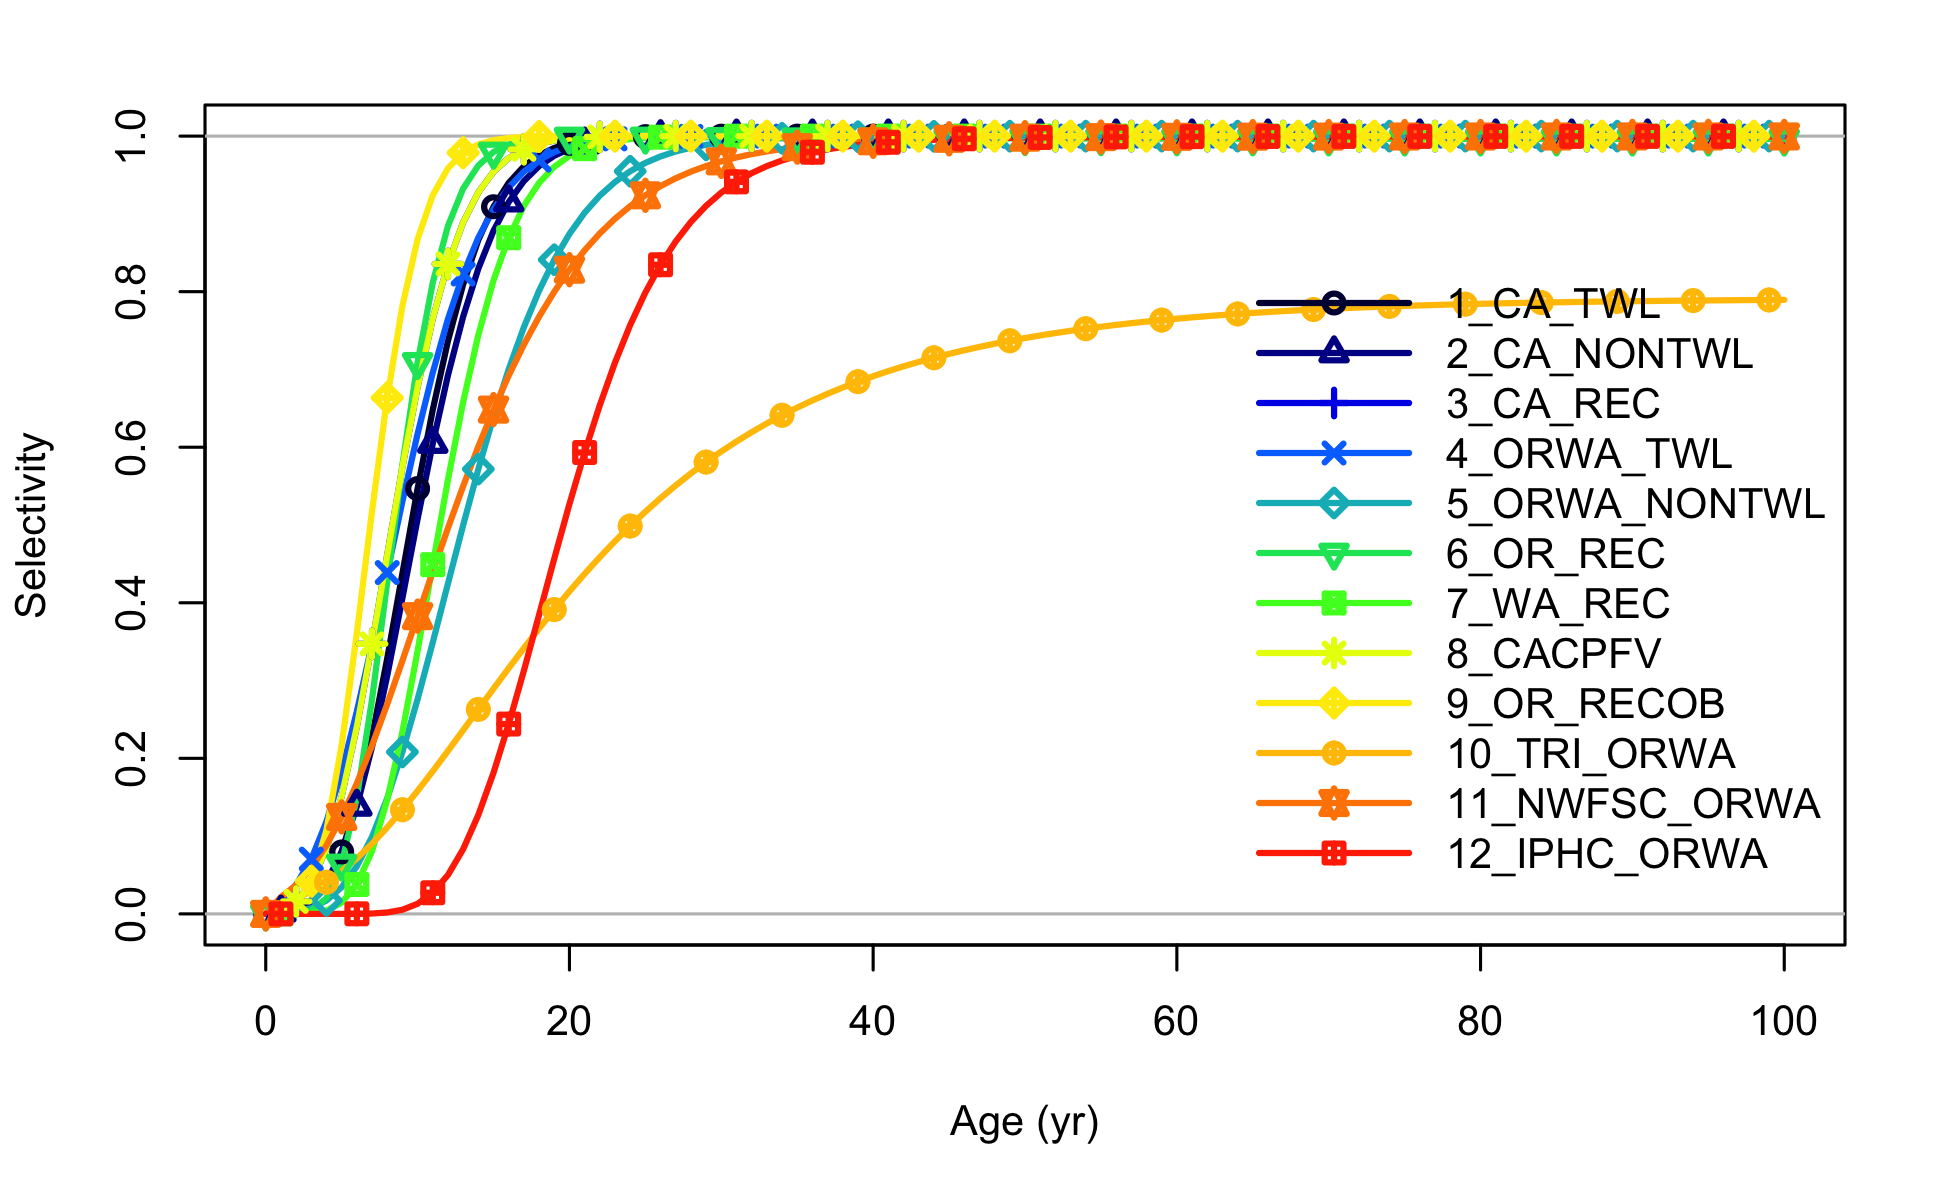 1.0
0.8
0.6
0.4
0.2
0.0
Selectivity
1_CA_TWL
2_CA_NONTWL
3_CA_REC
4_ORWA_TWL
5_ORWA_NONTWL
6_OR_REC
7_WA_REC
8_CACPFV
9_OR_RECOB
10_TRI_ORWA
11_NWFSC_ORWA
12_IPHC_ORWA
0 20 40 60 80 100
Age (yr)